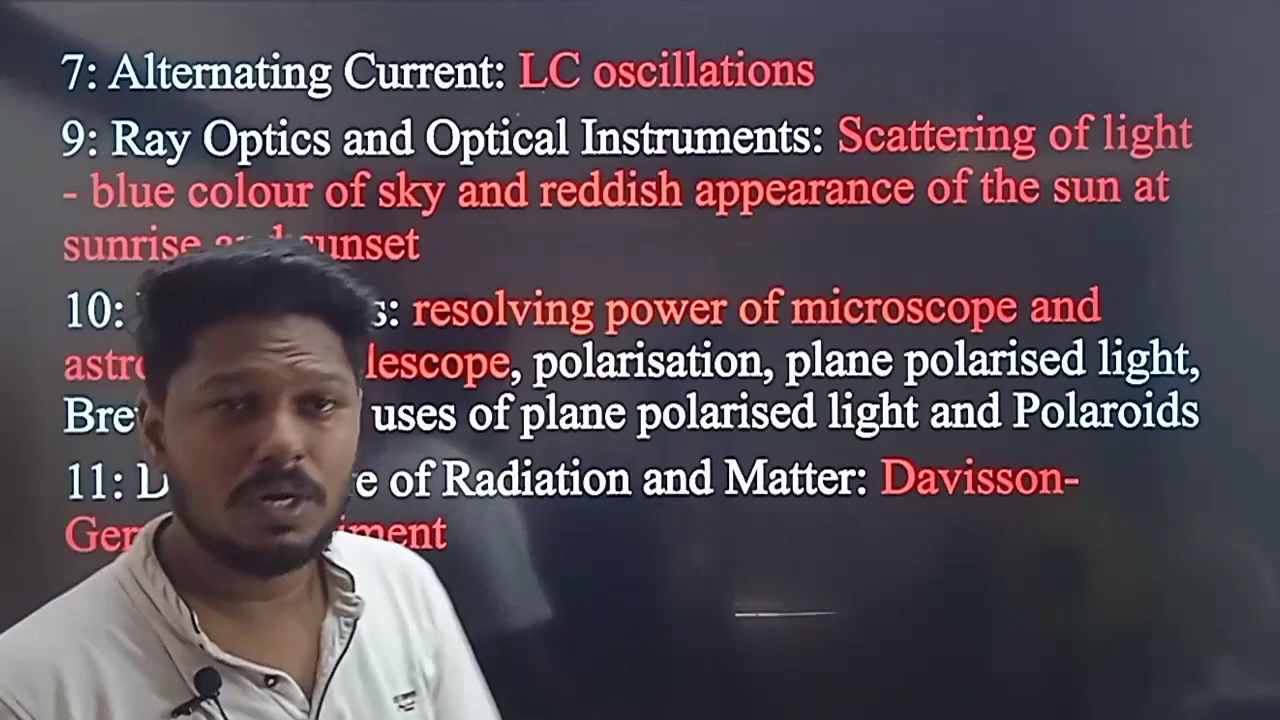 7: Alternating Current: LC oscillations
9: Ray Optics and Optical Instruments: Scattering of light
- blue colour of sky and reddish appearance of the sun at
sunrise and sunset
10: resolving power of microscope and
polarisation, plane polarised light,
uses of plane polarised light and Polaroids
11: of Radiation and Matter: Davisson-